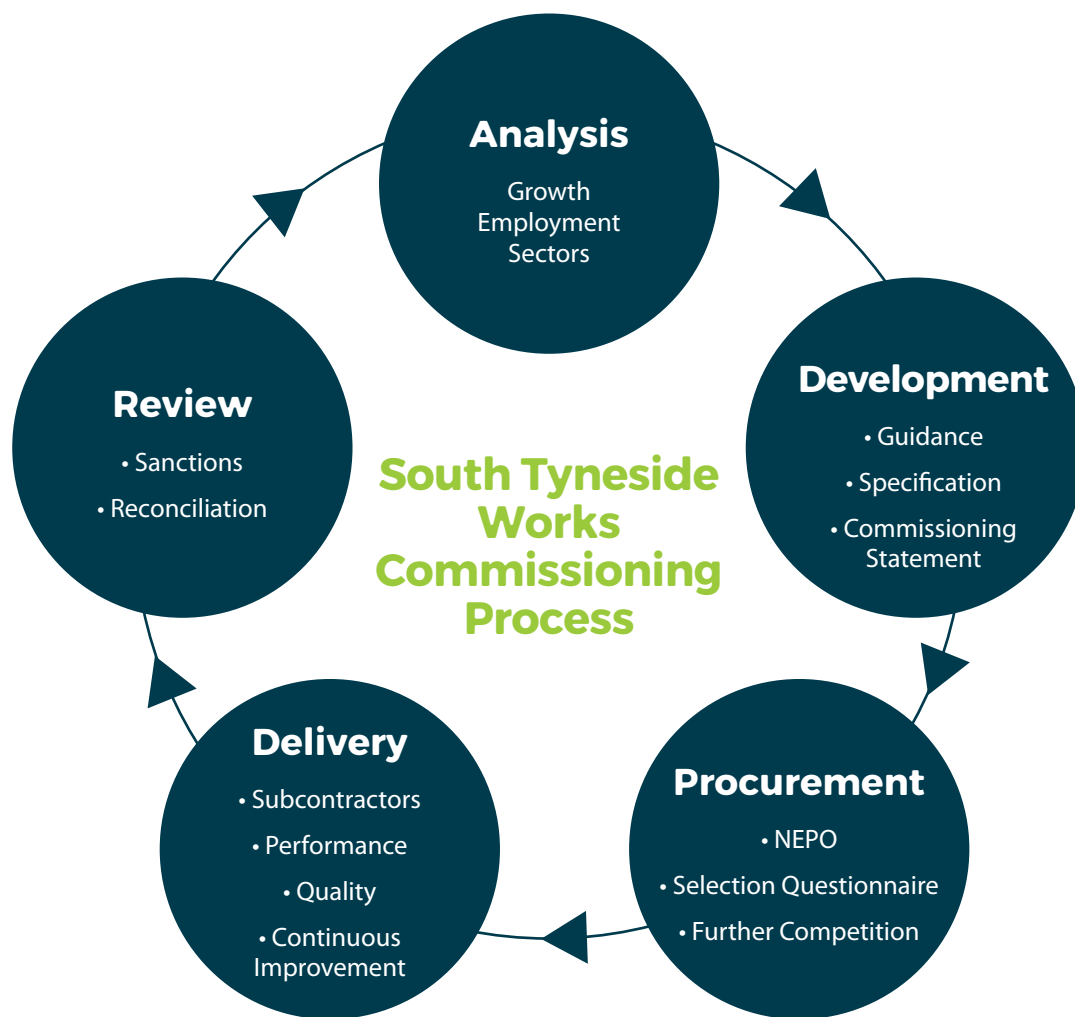 Analysis
Growth
Employment
Sectors
Development
• Guidance
• Specification
• Commissioning
Statement
Procurement
• NEPO
• Selection Questionnaire
• Further Competition
Delivery
• Subcontractors
• Performance
• Quality
• Continuous
Improvement
Review
• Sanctions
• Reconciliation
South Tyneside
Works
Commissioning
Process